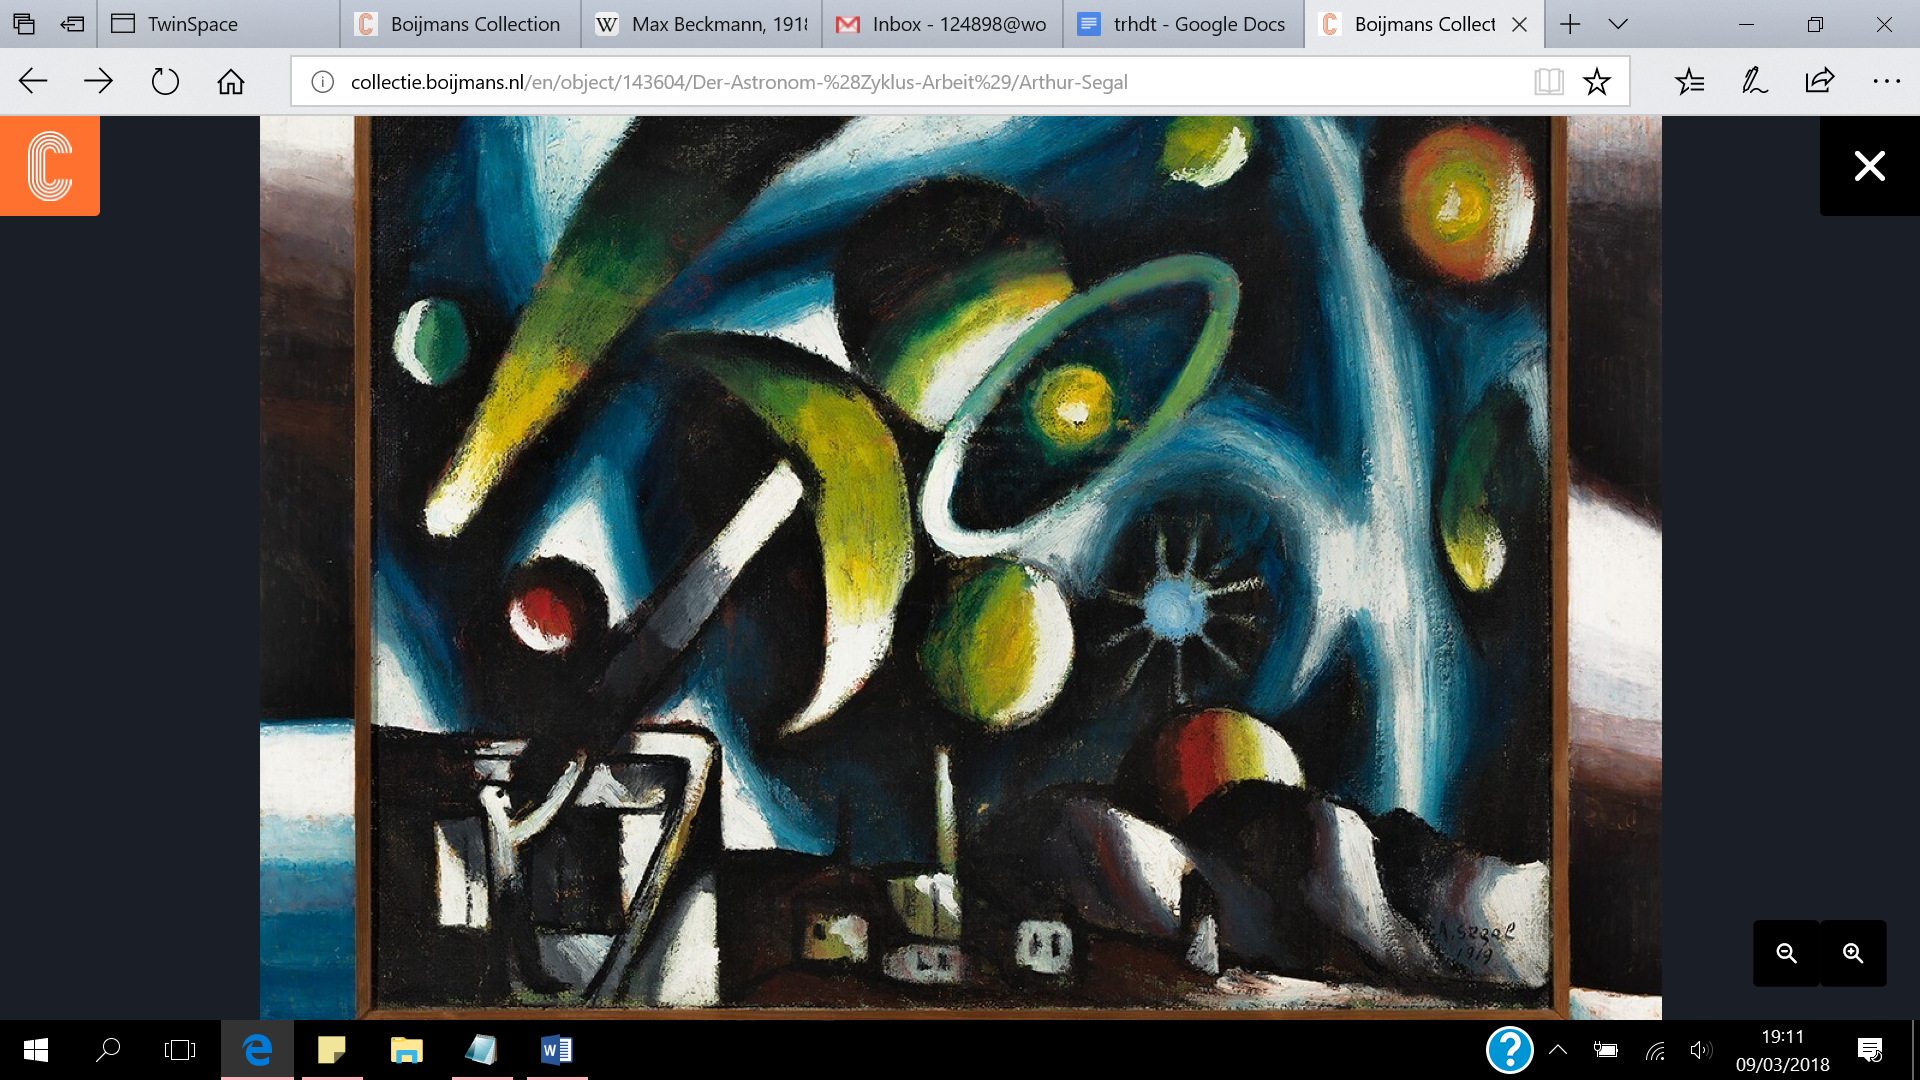 TwinSpace
Boijmans Collection
W
Max Beckmann, 191
Inbox - 124898@wo
trhdt - Google Docs
Boijmans Collect
collectie.boijmans.nl/en/object/143604/Der-Astronom-%28Zyklus-Arbeit%29/Arthur-Segal
A. Segal
1919
19:11
09/03/2018